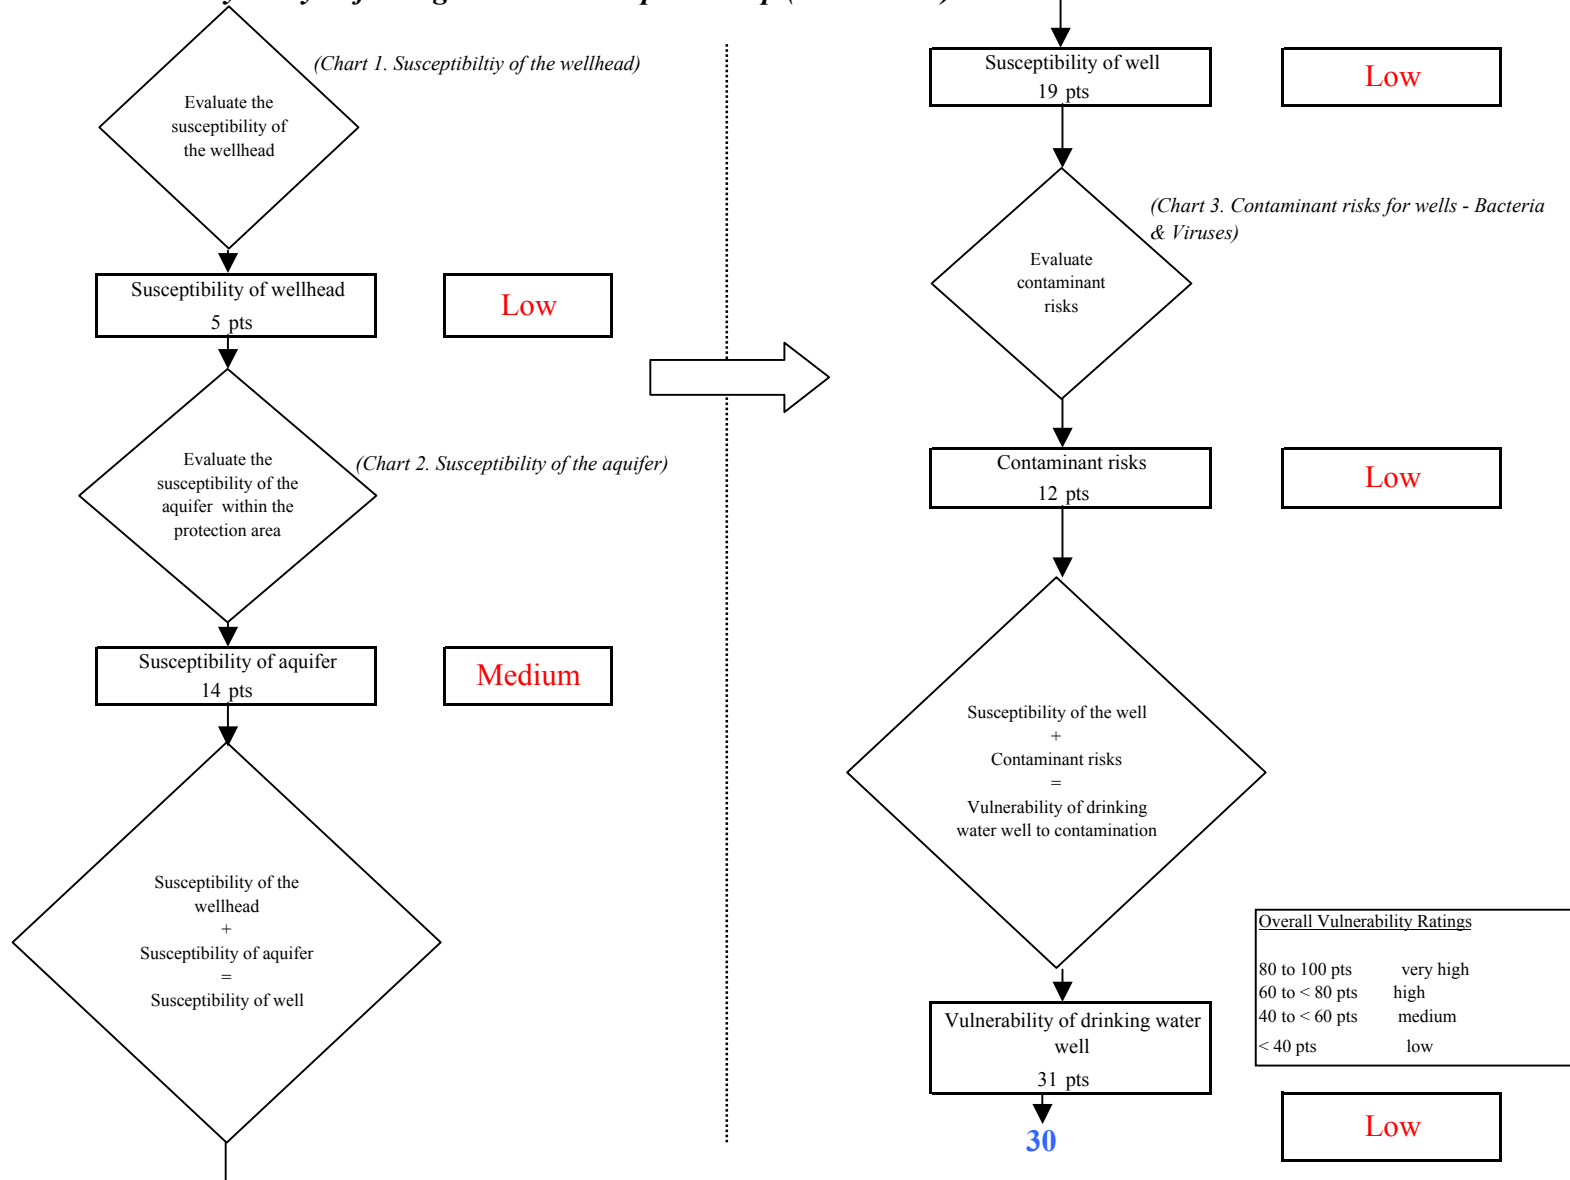 (Chart 1. Susceptibiltiy of the wellhead)
Evaluate the
susceptibility of
the wellhead
Susceptibility of wellhead
5 pts
Low
Evaluate the
susceptibility of the
aquifer within the
protection area
(Chart 2. Susceptibility of the aquifer)
Susceptibility of aquifer
14 pts
Medium
Susceptibility of the
wellhead
+
Susceptibility of aquifer
=
Susceptibility of well
Susceptibility of well
19 pts
Low
(Chart 3. Contaminant risks for wells - Bacteria
& Viruses)
Evaluate
contaminant
risks
Contaminant risks
12 pts
Low
Susceptibility of the well
+
Contaminant risks
=
Vulnerability of drinking
water well to contamination
Overall Vulnerability Ratings
80 to 100 pts very high
60 to < 80 pts high
40 to < 60 pts medium
< 40 pts low
Vulnerability of drinking water
well
31 pts
30
Low